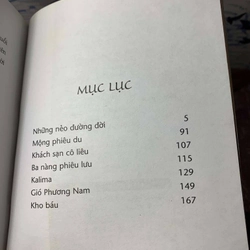 MỤC LỤC
Những nẻo đường đời 5
Mộng phiêu du 91
Khách sạn cô liêu 107
Ba nàng phiêu lưu 115
Kalima 129
Gió Phương Nam 149
Kho báu 167